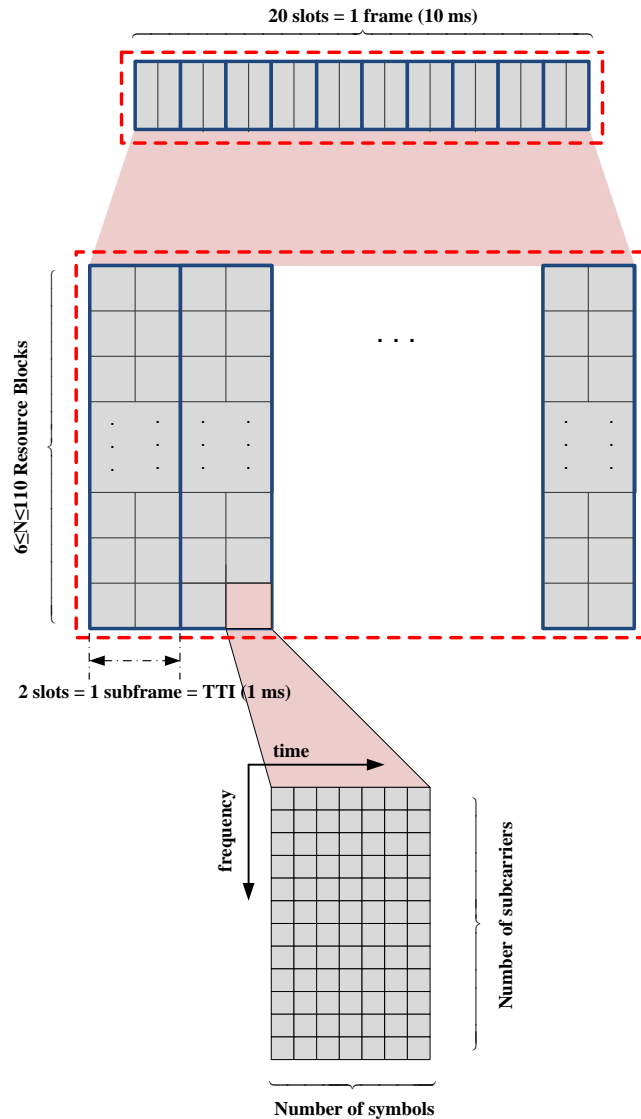 20 slots = 1 frame (10 ms)
. . .
6≤N≤110 Resource Blocks
2 slots = 1 subframe = TTI (1 ms)
time
frequency
Number of subcarriers
Number of symbols